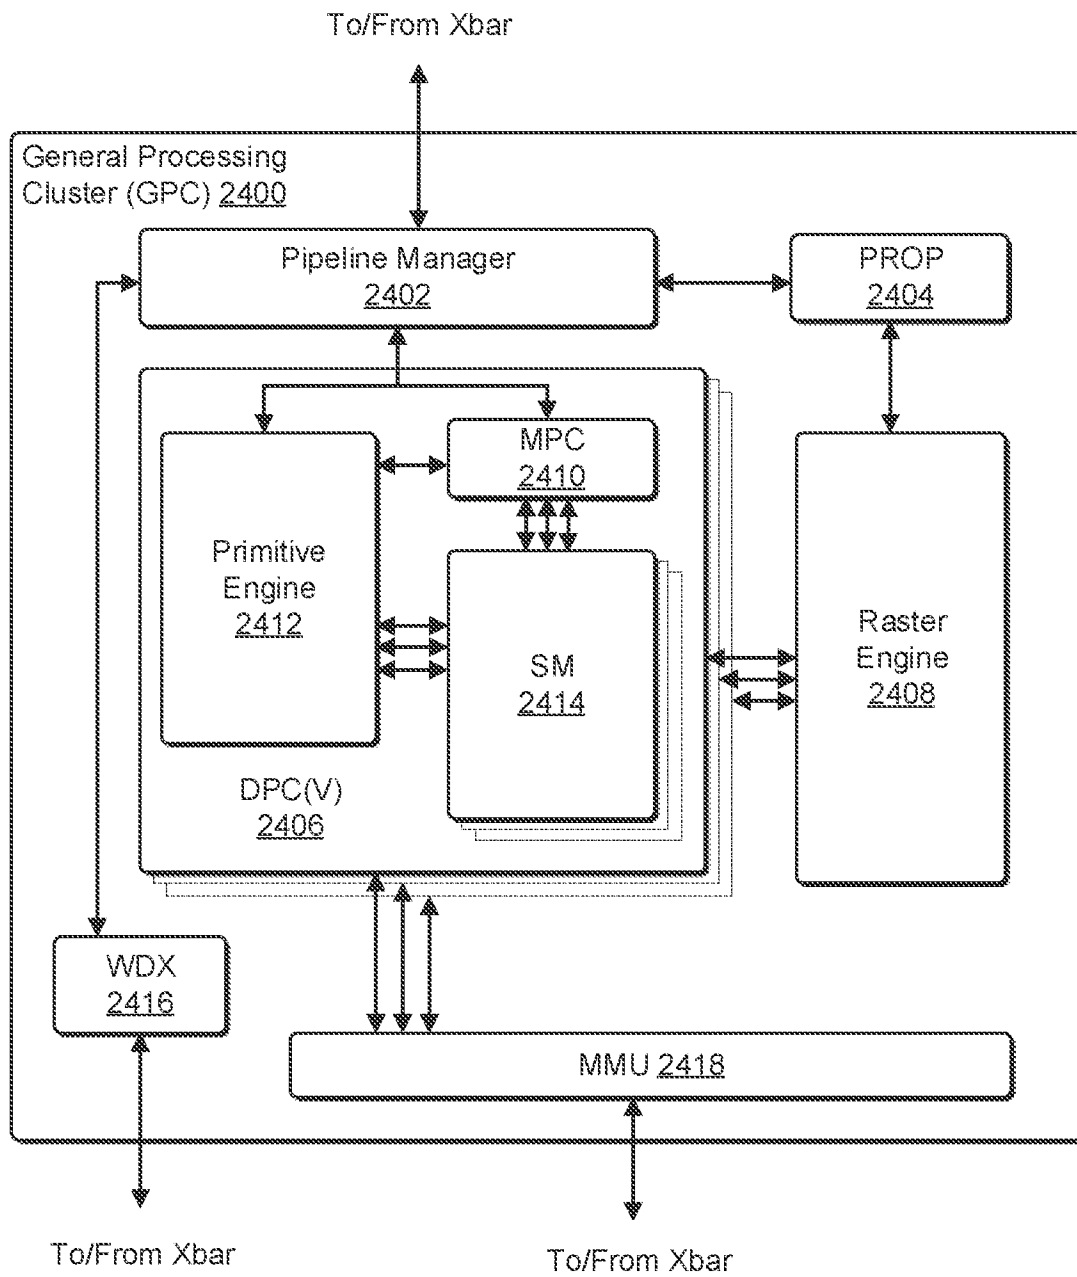 To/From Xbar
General Processing
Cluster (GPC) 2400
Pipeline Manager
2402
PROP
2404
MPC
2410
Primitive
Engine
2412
SM
2414
Raster
Engine
2408
DPC(V)
2406
WDX
2416
MMU 2418
To/From Xbar
To/From Xbar